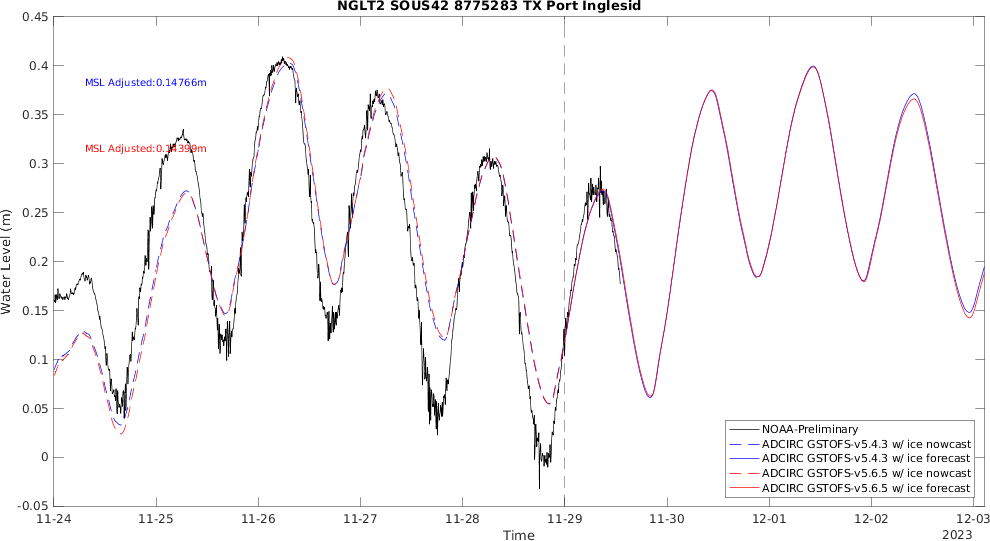 NGLT2 SOUS42 8775283 TX Port Inglesid
0.45
0.4
0.35
0.3
0.25
0.2
0.15
0.1
0.05
0
-0.05
Water Level (m)
MSL Adjusted:0.14766m
MSL Adjusted:0.14399m
NOAA-Preliminary
ADCIRC GSTOFS-v5.4.3 w/ ice nowcast
ADCIRC GSTOFS-v5.4.3 w/ ice forecast
ADCIRC GSTOFS-v5.6.5 w/ ice nowcast
ADCIRC GSTOFS-v5.6.5 w/ ice forecast
11-24 11-25 11-26 11-27 11-28 11-29 11-30 12-01 12-02 12-03
Time
2023